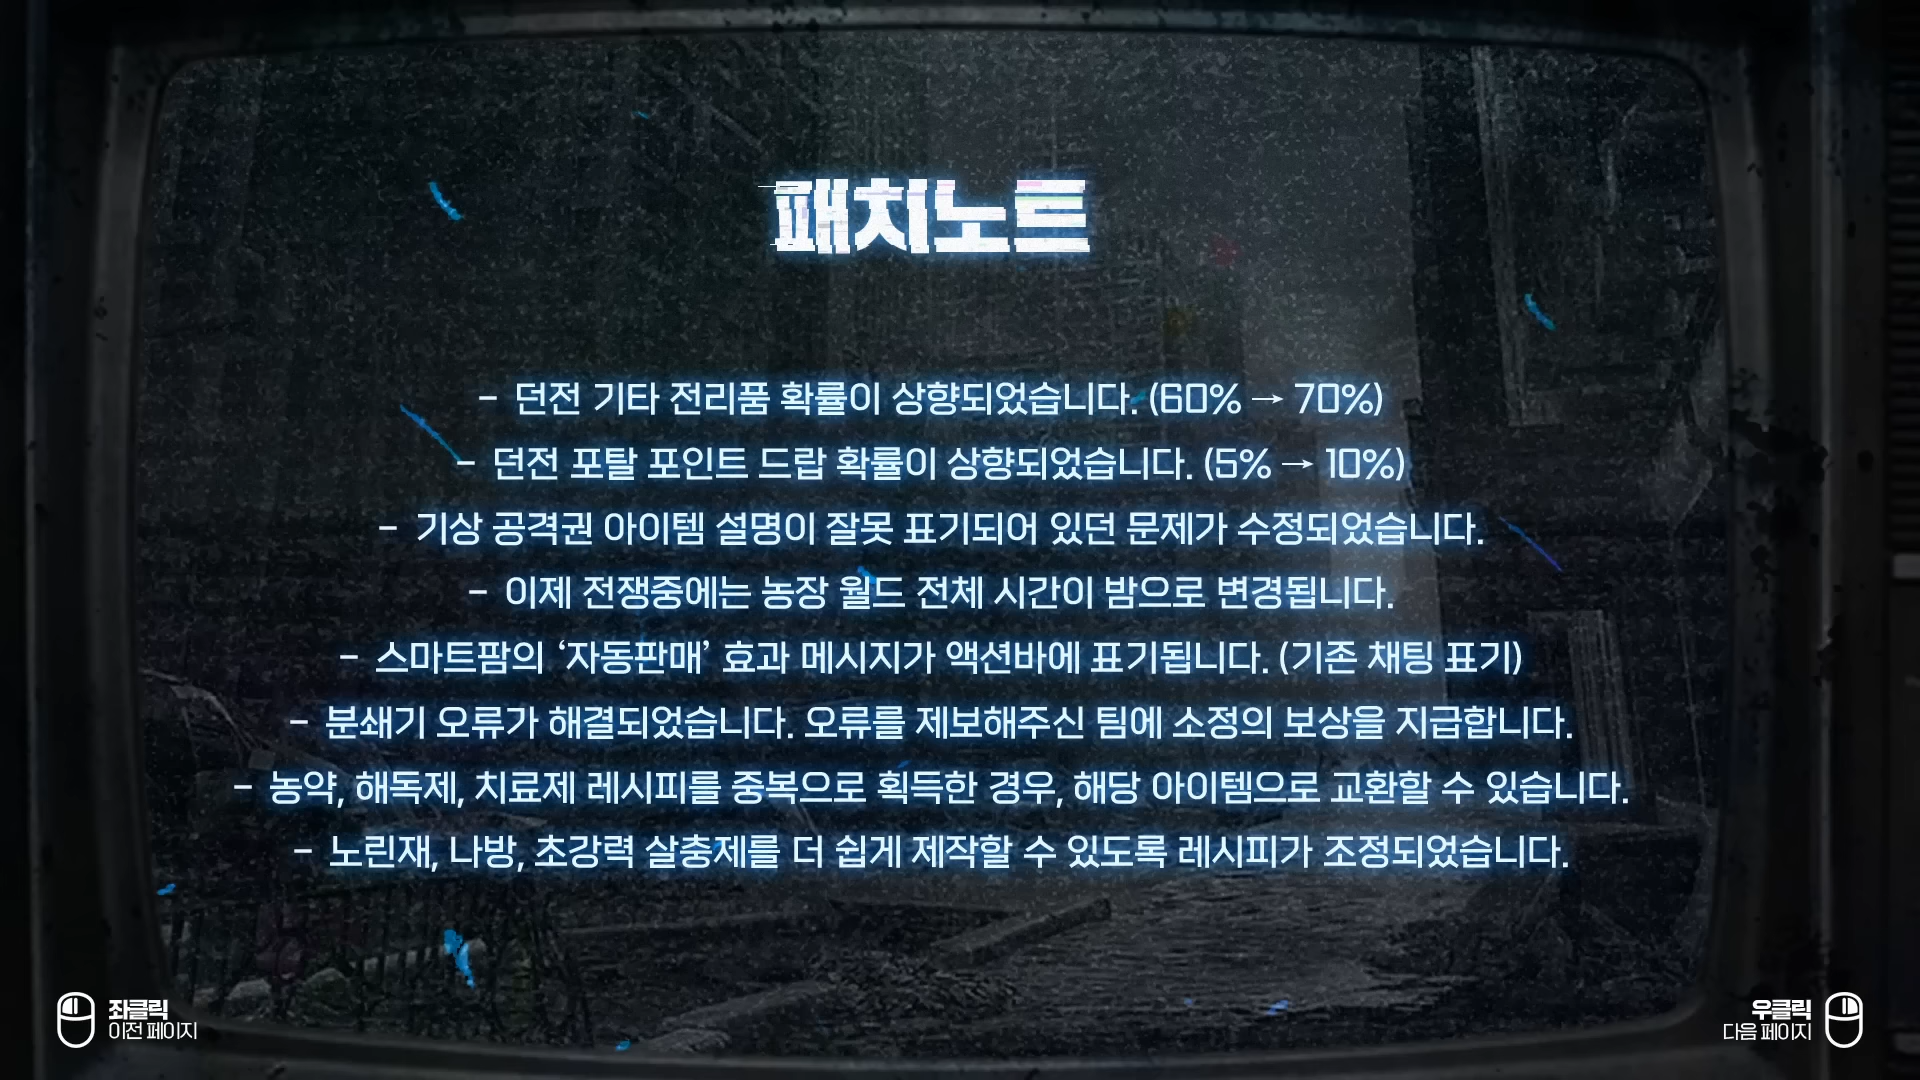 패치노트
- 던전 기타 전리품 확률이 상향되었습니다. (60% → 70%)
- 던전 포탈 포인트 드랍 확률이 상향되었습니다. (5% → 10%)
- 기상 공격권 아이템 설명이 잘못 표기되어 있던 문제가 수정되었습니다.
- 이제 전쟁중에는 농장 월드 전체 시간이 밤으로 변경됩니다.
- 스마트팜의 ‘자동판매’ 효과 메시지가 액션바에 표기됩니다. (기존 채팅 표기)
- 분쇄기 오류가 해결되었습니다. 오류를 제보해주신 팀에 소정의 보상을 지급합니다.
- 농약, 해독제, 치료제 레시피를 중복으로 획득한 경우, 해당 아이템으로 교환할 수 있습니다.
- 노린재, 나방, 초강력 살충제를 더 쉽게 제작할 수 있도록 레시피가 조정되었습니다.
좌클릭
이전 페이지
우클릭
다음 페이지